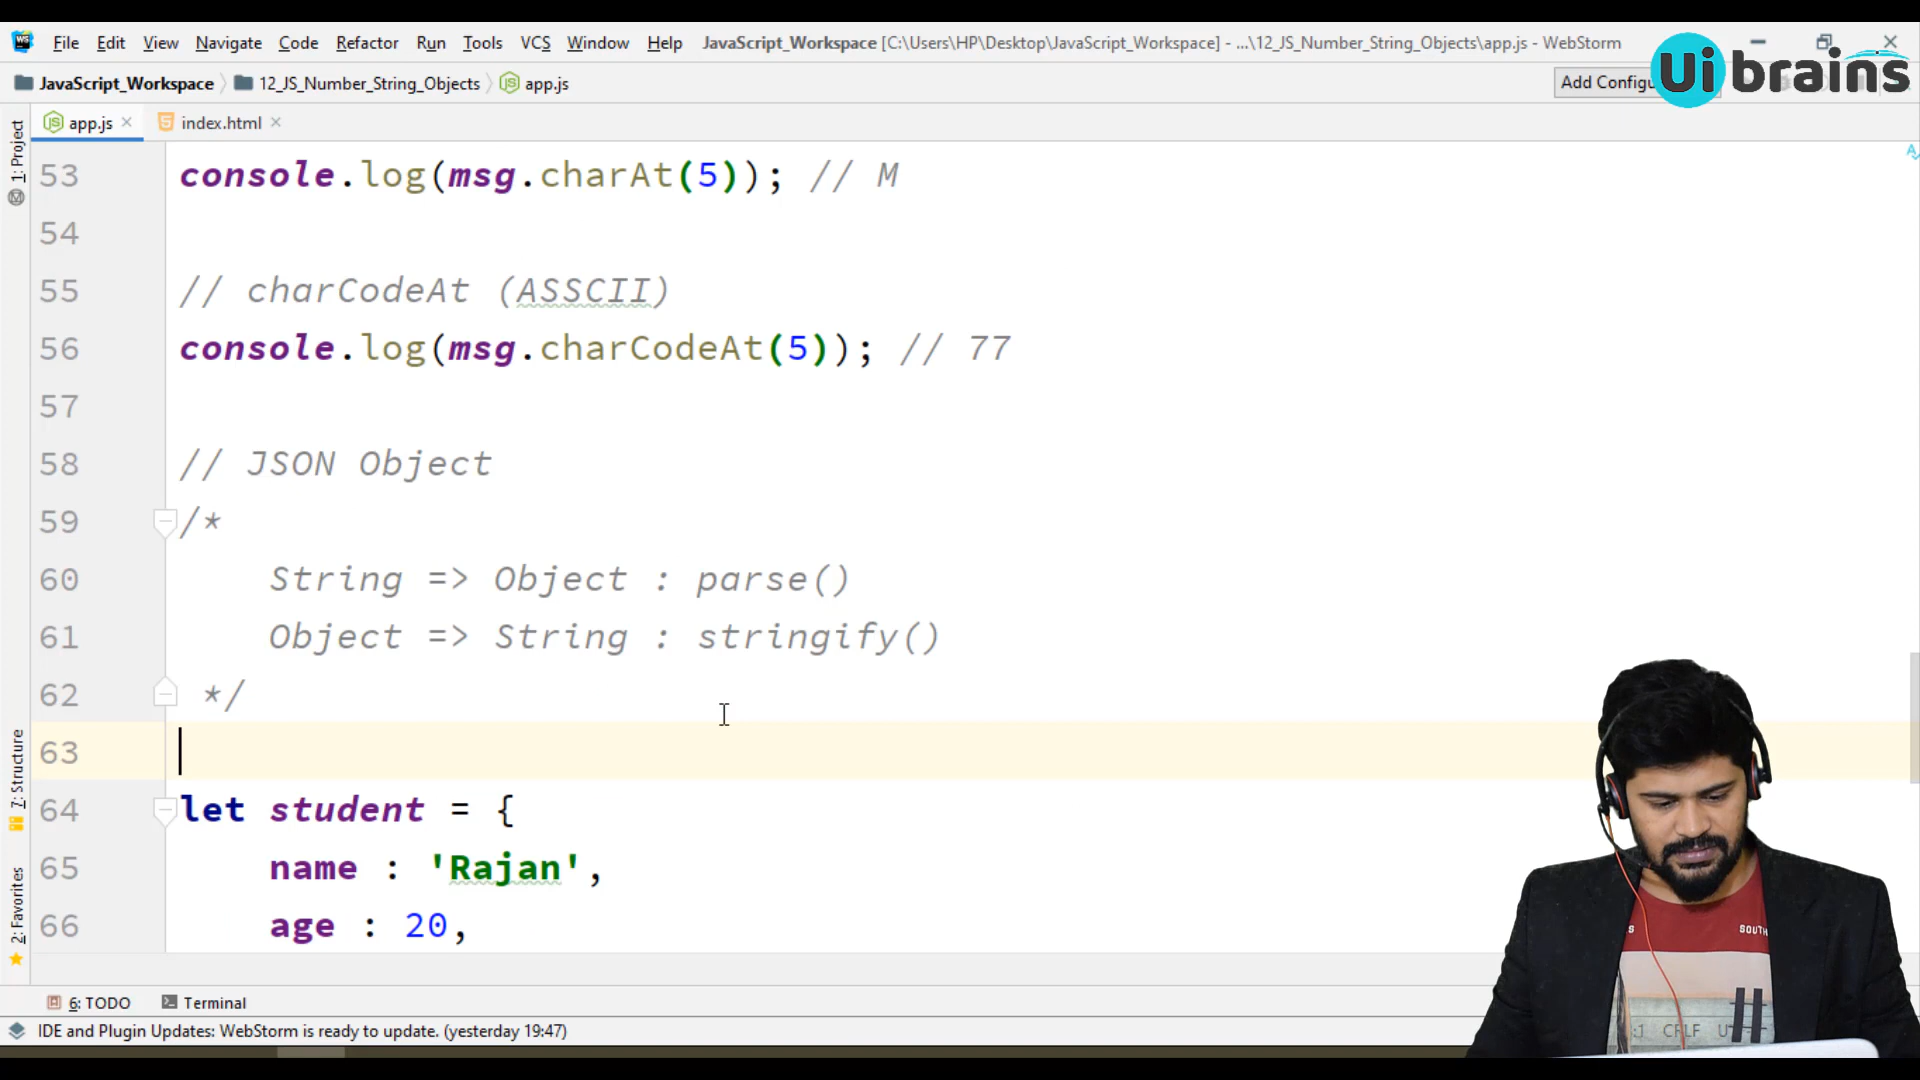 File Edit View Navigate Code Refactor Run Tools VCS Window Help JavaScript_Workspace [C:\Users\HP\Desktop\JavaScript_Workspace] - ...\12_JS_Number_String_Objects\app.js - WebStorm
JavaScript_Workspace 12_JS_Number_String_Objects app.js Add Configu
Ui brains
app.js index.html
1: Project
53 console.log(msg.charAt(5)); // M
54
55 // charCodeAt (ASSCII)
56 console.log(msg.charCodeAt(5)); // 77
57
58 // JSON Object
59 /*
60 String => Object : parse()
61 Object => String : stringify()
62 */
63
64 let student = {
65 name : 'Rajan',
66 age : 20,
7: Structure
2: Favorites
SOUTH
6: TODO Terminal
IDE and Plugin Updates: WebStorm is ready to update. (yesterday 19:47)
:1 CRLF